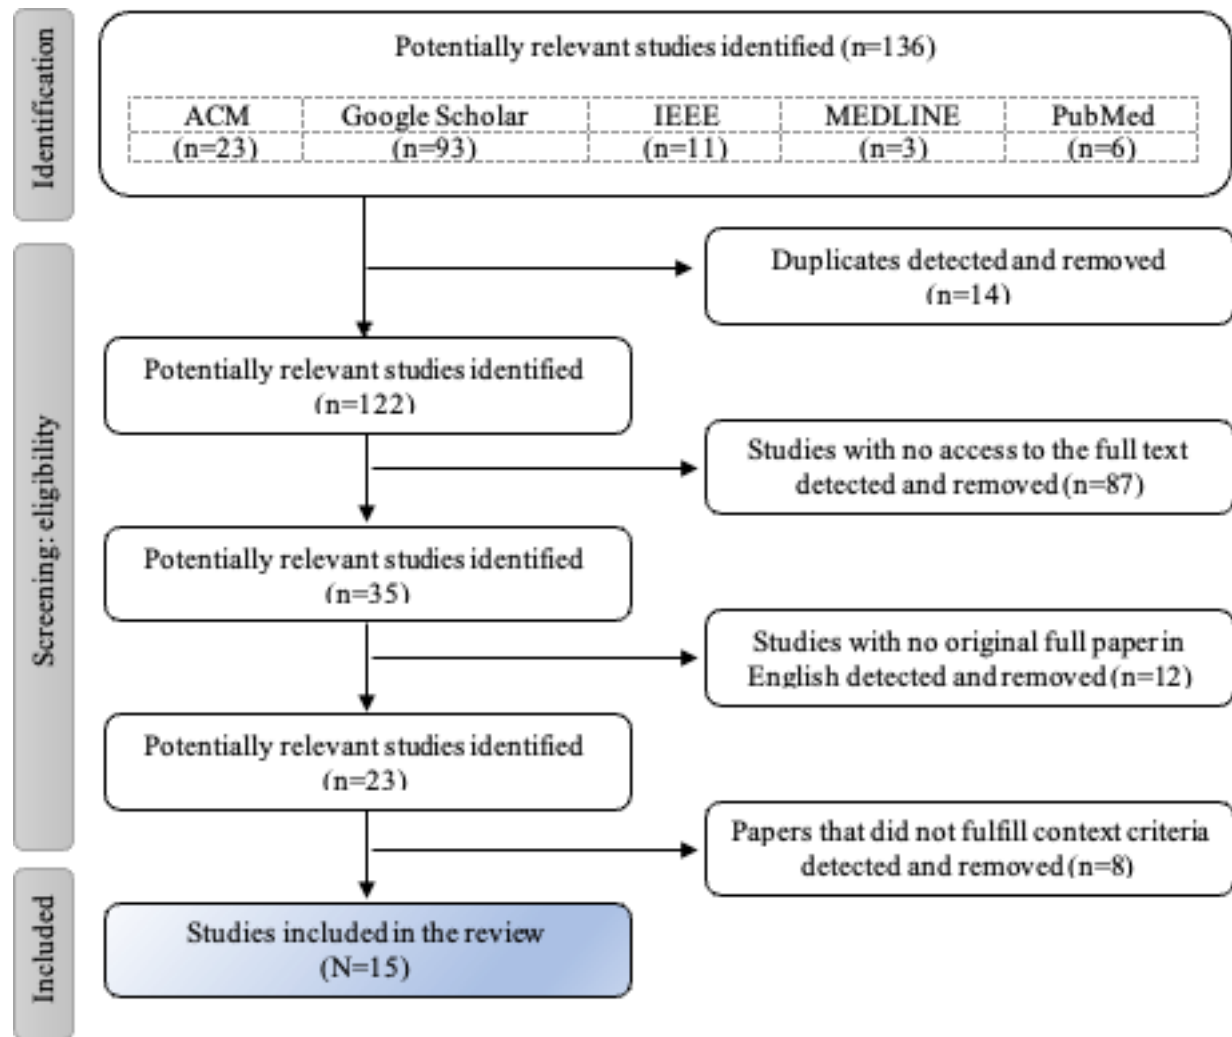 Identification
Potentially relevant studies identified (n=136)
ACM Google Scholar IEEE MEDLINE PubMed
(n=23) (n=93) (n=11) (n=3) (n=6)
Screening: eligibility
Duplicates detected and removed
(n=14)
Potentially relevant studies identified
(n=122)
Studies with no access to the full text
detected and removed (n=87)
Potentially relevant studies identified
(n=35)
Studies with no original full paper in
English detected and removed (n=12)
Potentially relevant studies identified
(n=23)
Papers that did not fulfill context criteria
detected and removed (n=8)
Included
Studies included in the review
(N=15)